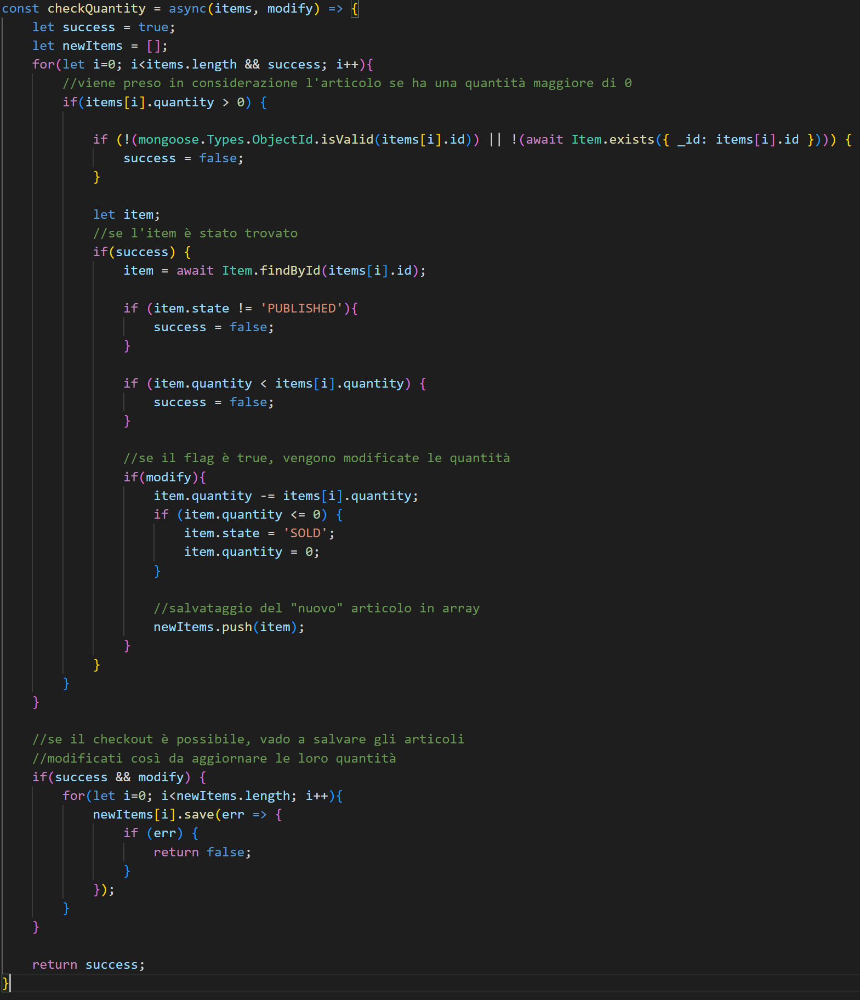 const checkQuantity = async(items, modify) => {
    let success = true;
    let newItems = [];
    for(let i=0; i<items.length && success; i++){
        //viene preso in considerazione l'articolo se ha una quantità maggiore di 0
        if(items[i].quantity > 0) {

            if (!(mongoose.Types.ObjectId.isValid(items[i].id)) || !(await Item.exists({ _id: items[i].id }))) {
                success = false;
            }

            let item;
            //se l'item è stato trovato
            if(success) {
                item = await Item.findById(items[i].id);

                if (item.state != 'PUBLISHED'){
                    success = false;
                }

                if (item.quantity < items[i].quantity) {
                    success = false;
                }

                //se il flag è true, vengono modificate le quantità
                if(modify){
                    item.quantity -= items[i].quantity;
                    if (item.quantity <= 0) {
                        item.state = 'SOLD';
                        item.quantity = 0;
                    }

                    //salvataggio del "nuovo" articolo in array
                    newItems.push(item);
                }
            }
        }
    }

    //se il checkout è possibile, vado a salvare gli articoli
    //modificati così da aggiornare le loro quantità
    if(success && modify) {
        for(let i=0; i<newItems.length; i++){
            newItems[i].save(err => {
                if (err) {
                    return false;
                }
            });
        }
    }

    return success;
}